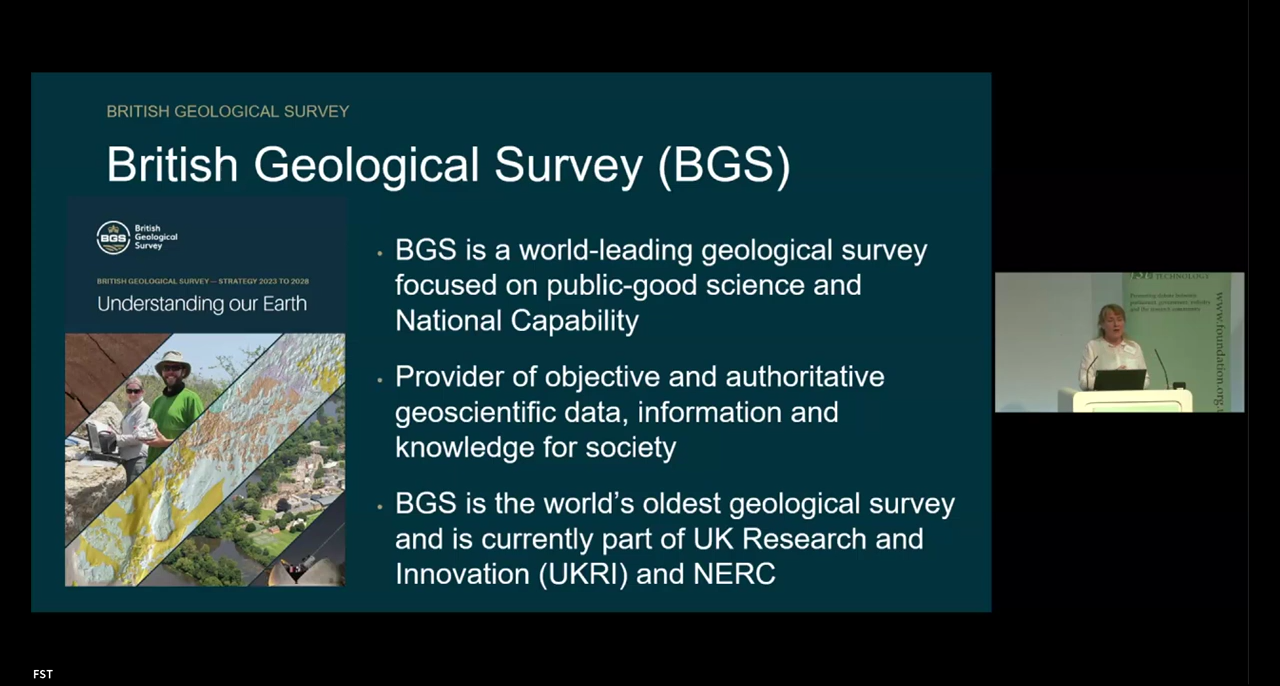 BRITISH GEOLOGICAL SURVEY
British Geological Survey (BGS)
BGS
British
Geological
Survey
BRITISH GEOLOGICAL SURVEY — STRATEGY 2023 TO 2028
Understanding our Earth
• BGS is a world-leading geological survey
focused on public-good science and
National Capability
• Provider of objective and authoritative
geoscientific data, information and
knowledge for society
• BGS is the world’s oldest geological survey
and is currently part of UK Research and
Innovation (UKRI) and NERC
TECHNOLOGY
www.foundation.org.
FST